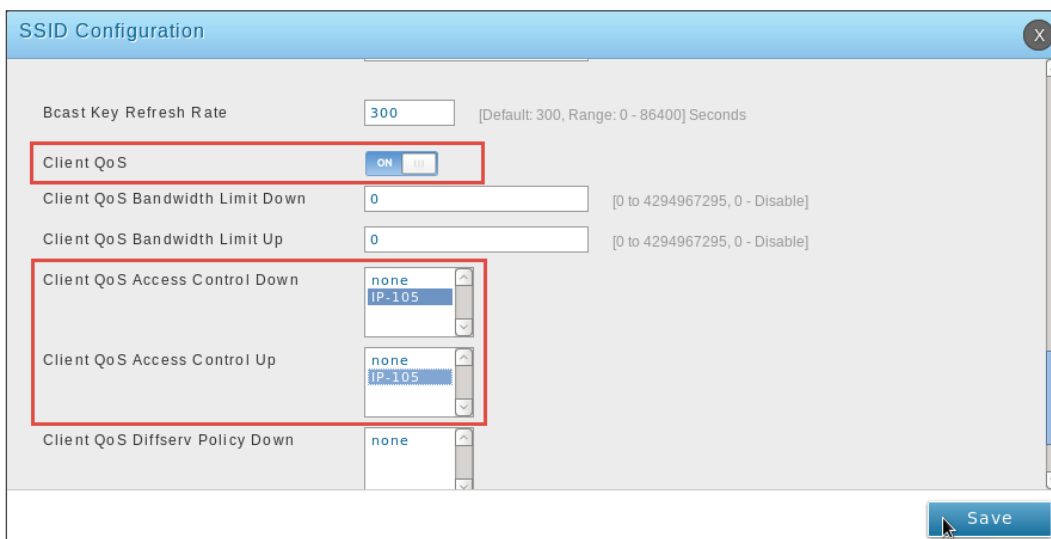 SSID Configuration
X
Bcast Key Refresh Rate 300 [Default: 300, Range: 0 - 86400] Seconds
Client QoS ON
Client QoS Bandwidth Limit Down 0 [0 to 4294967295, 0 - Disable]
Client QoS Bandwidth Limit Up 0 [0 to 4294967295, 0 - Disable]
Client QoS Access Control Down none
IP-105
Client QoS Access Control Up none
IP-105
Client QoS Diffserv Policy Down none
Save